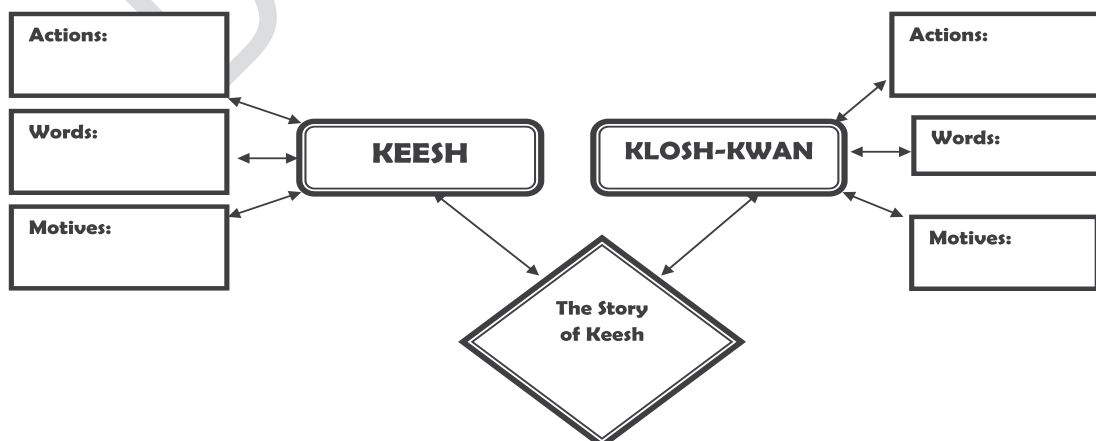 Actions:
Words:
Motives:
KEESH
KLOSH-KWAN
Actions:
Words:
Motives:
The Story
of Keesh